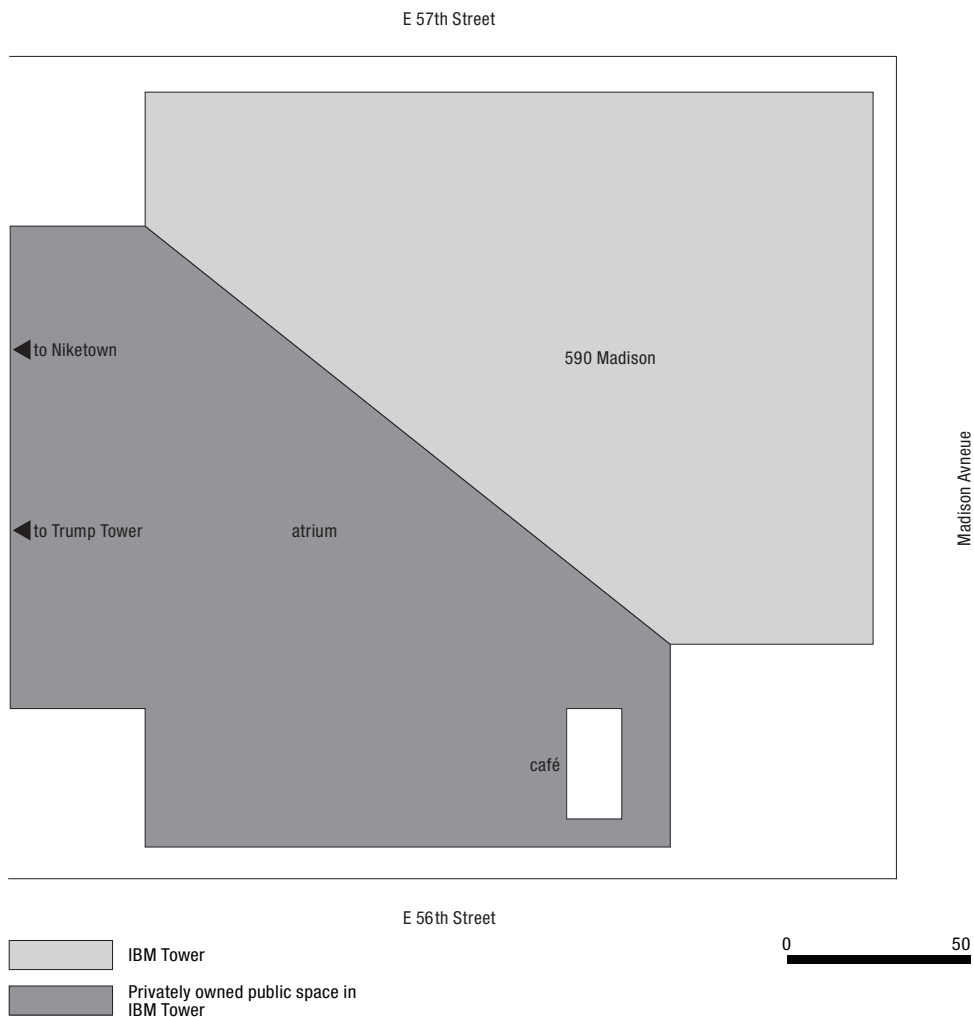 E 57th Street
to Niketown
590 Madison
Madison Avneue
to Trump Tower
atrium
café
E 56th Street
0 50
IBM Tower
Privately owned public space in
IBM Tower